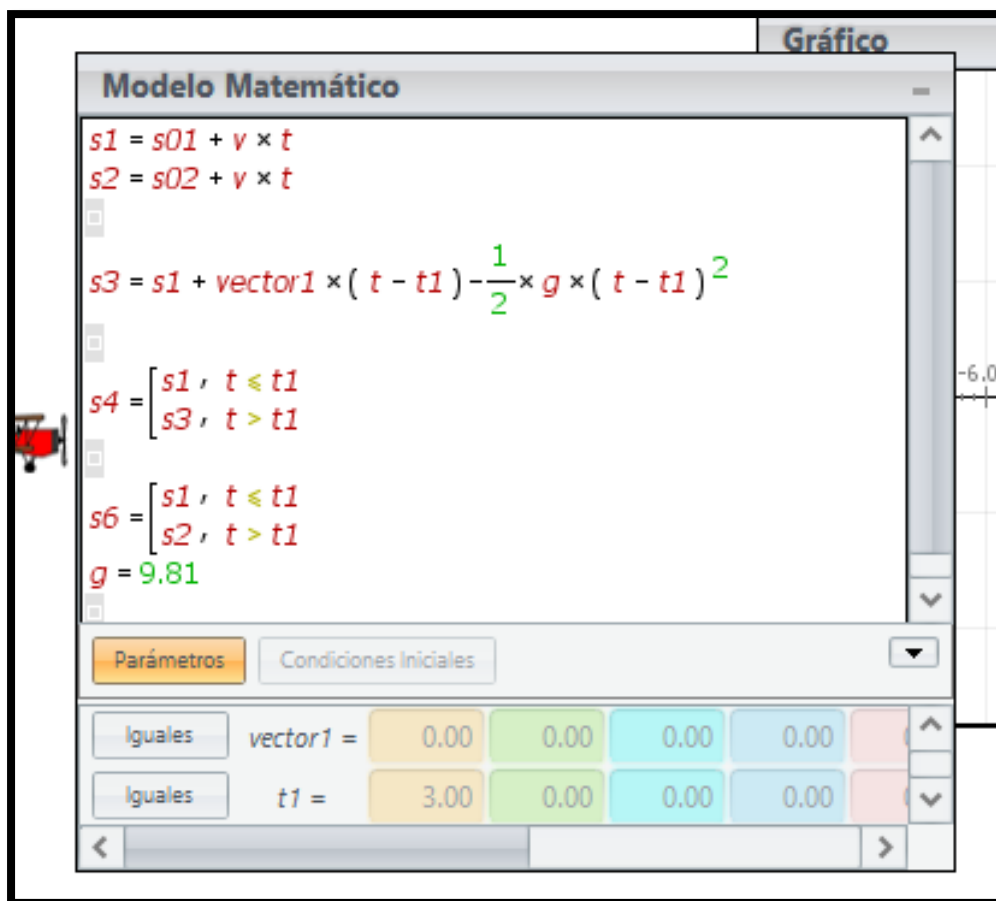 Gráfico
Modelo Matemático
s1 = s01 + v × t
s2 = s02 + v × t
s3 = s1 + vector1 × ( t - t1 ) - 1/2 × g × ( t - t1 )^2
s4 = [ s1 , t ≤ t1
s3 , t > t1
s6 = [ s1 , t ≤ t1
s2 , t > t1
g = 9.81
-6.0
Parámetros Condiciones Iniciales
Iguales vector1 = 0.00 0.00 0.00 0.00
Iguales t1 = 3.00 0.00 0.00 0.00